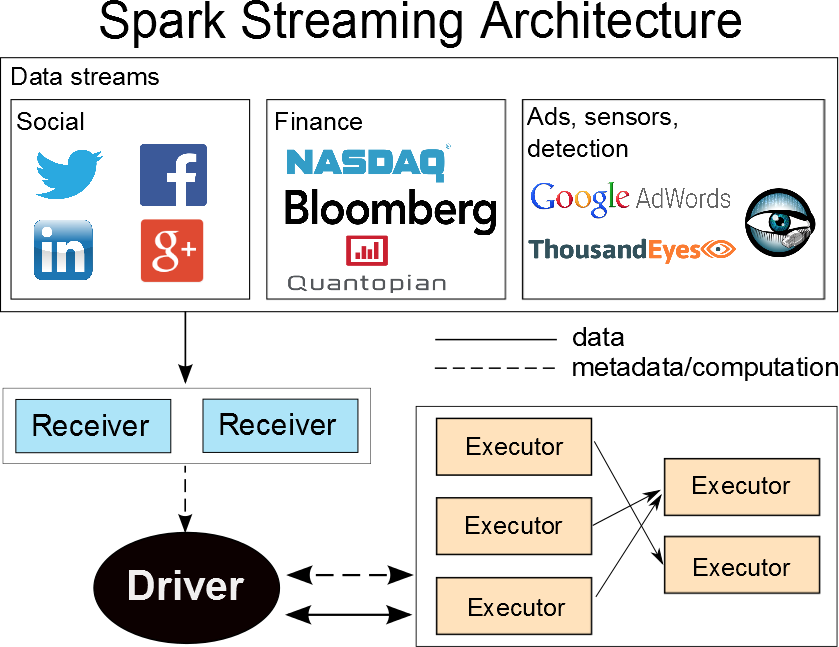 Spark Streaming Architecture
Data streams
Social
in
g+
Finance
NASDAQ®
Bloomberg
Quantopian
Ads, sensors,
detection
Google AdWords
ThousandEyes
data
metadata/computation
Receiver
Receiver
Driver
Executor
Executor
Executor
Executor
Executor